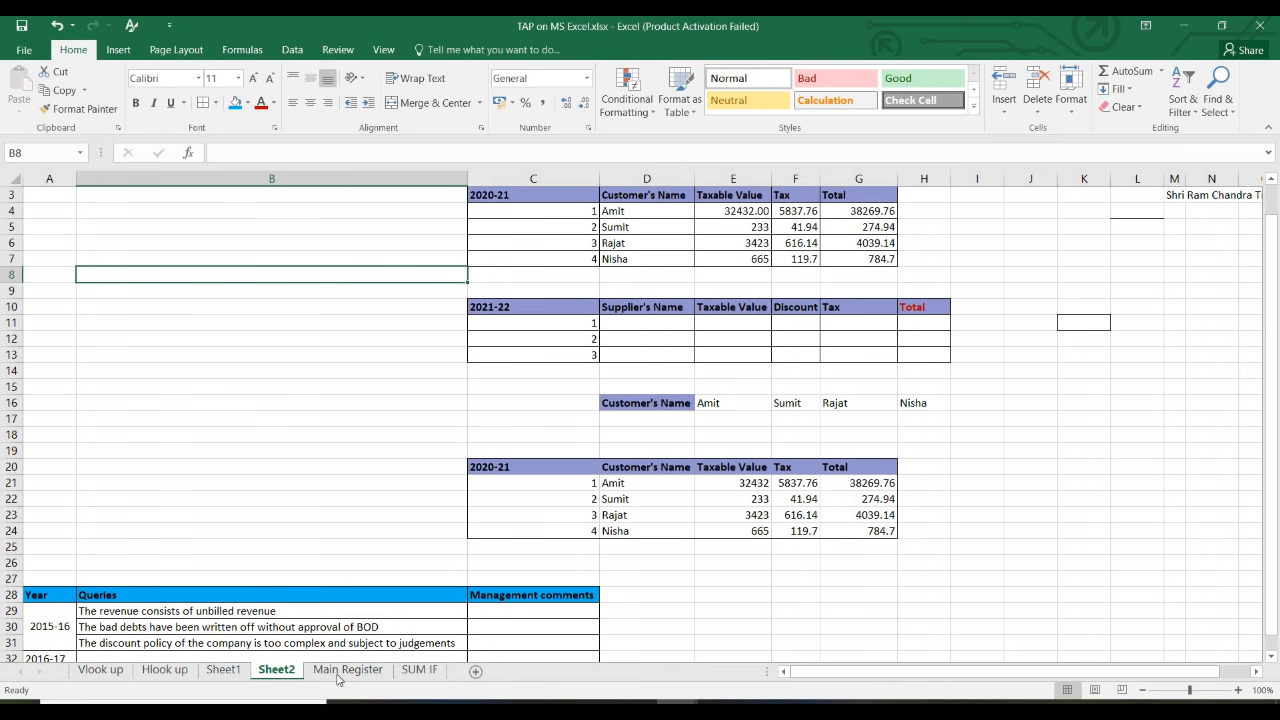 TAP on MS Excel.xlsx - Excel (Product Activation Failed)
File Home Insert Page Layout Formulas Data Review View Tell me what you want to do... Share
Paste Cut Copy Format Painter
Calibri 11
Wrap Text
Merge & Center
General
Conditional Formatting Format as Table
Normal Bad Good
Neutral Calculation Check Cell
Insert Delete Format
AutoSum Fill Clear
Sort & Filter Find & Select
Clipboard Font Alignment Number Styles Cells Editing
B8 fx
A B C D E F G H I J K L M N
3 2020-21 Customer's Name Taxable Value Tax Total Shri Ram Chandra
4 1 Amit 32432.00 5837.76 38269.76
5 2 Sumit 233 41.94 274.94
6 3 Rajat 3423 616.14 4039.14
7 4 Nisha 665 119.7 784.7
8
9
10 2021-22 Supplier's Name Taxable Value Discount Tax Total
11 1
12 2
13 3
14
15
16 Customer's Name Amit Sumit Rajat Nisha
17
18
19
20 2020-21 Customer's Name Taxable Value Tax Total
21 1 Amit 32432 5837.76 38269.76
22 2 Sumit 233 41.94 274.94
23 3 Rajat 3423 616.14 4039.14
24 4 Nisha 665 119.7 784.7
25
26
27
28 Year Queries Management comments
29 The revenue consists of unbilled revenue
30 2015-16 The bad debts have been written off without approval of BOD
31 The discount policy of the company is too complex and subject to judgements
32 2016-17
Vlook up Hlook up Sheet1 Sheet2 Main Register SUM IF
Ready 100%